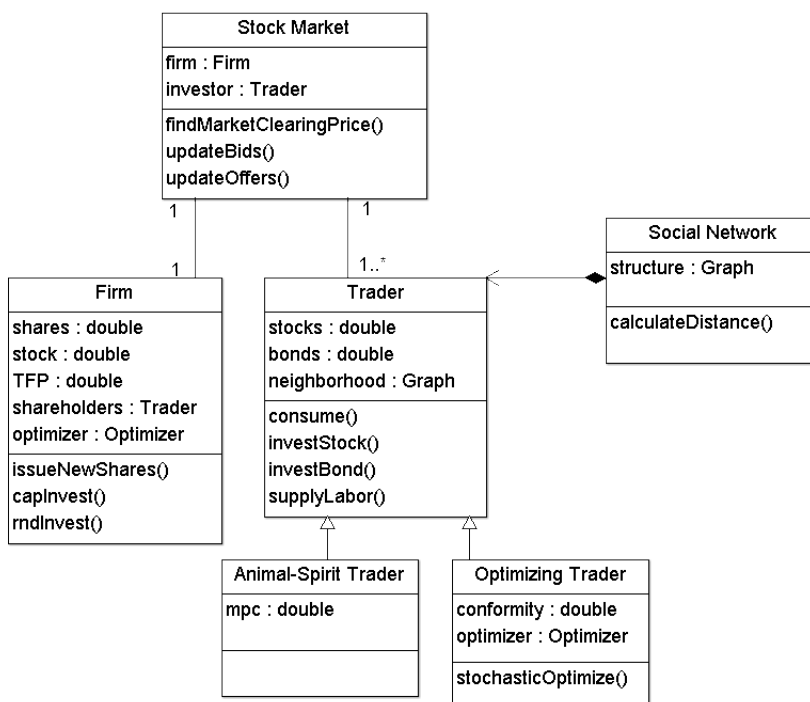 Stock Market
firm : Firm
investor : Trader
findMarketClearingPrice()
updateBids()
updateOffers()
1
1
1
1..*
Firm
shares : double
stock : double
TFP : double
shareholders : Trader
optimizer : Optimizer
issueNewShares()
capInvest()
rndInvest()
Trader
stocks : double
bonds : double
neighborhood : Graph
consume()
investStock()
investBond()
supplyLabor()
Social Network
structure : Graph
calculateDistance()
Animal-Spirit Trader
mpc : double
Optimizing Trader
conformity : double
optimizer : Optimizer
stochasticOptimize()